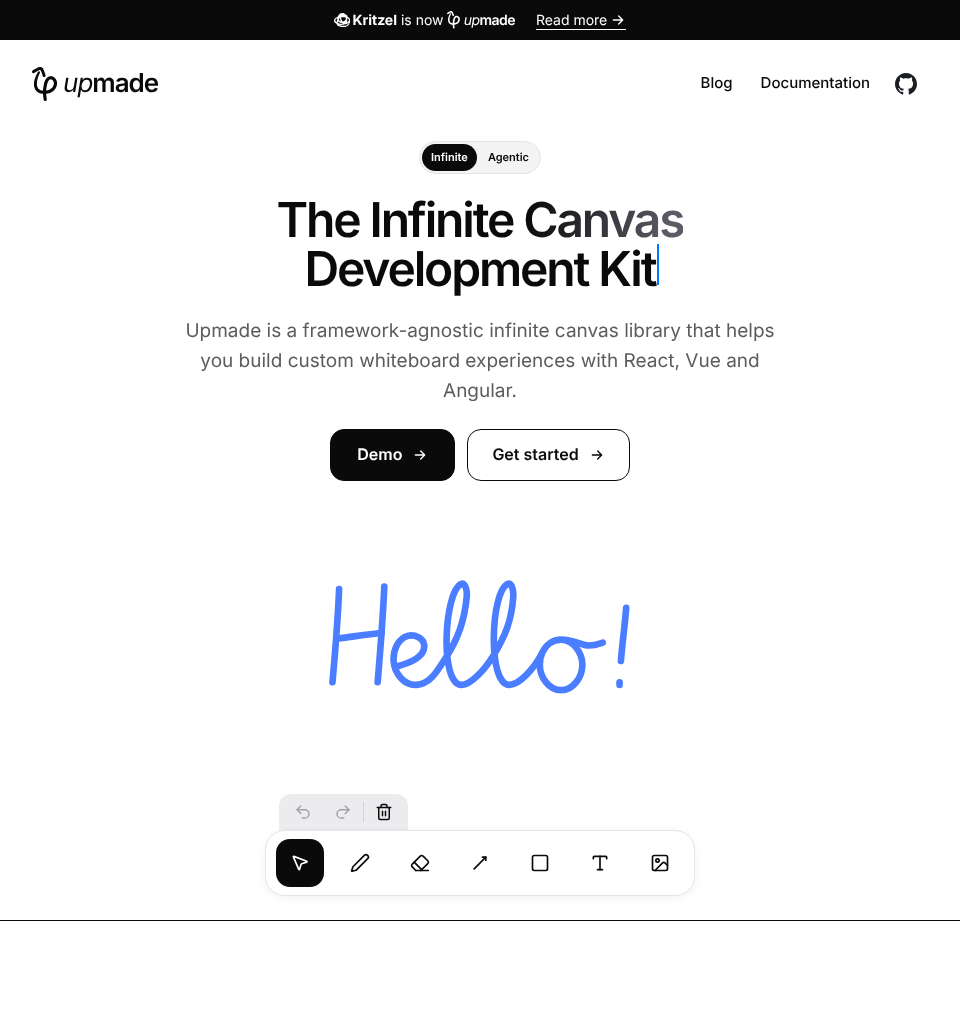 Kritzel is now upmade Read more →
upmade
Blog Documentation
Infinite Agentic
The Infinite Canvas
Development Kit
Upmade is a framework-agnostic infinite canvas library that helps
you build custom whiteboard experiences with React, Vue and
Angular.
Demo → Get started →
Hello!